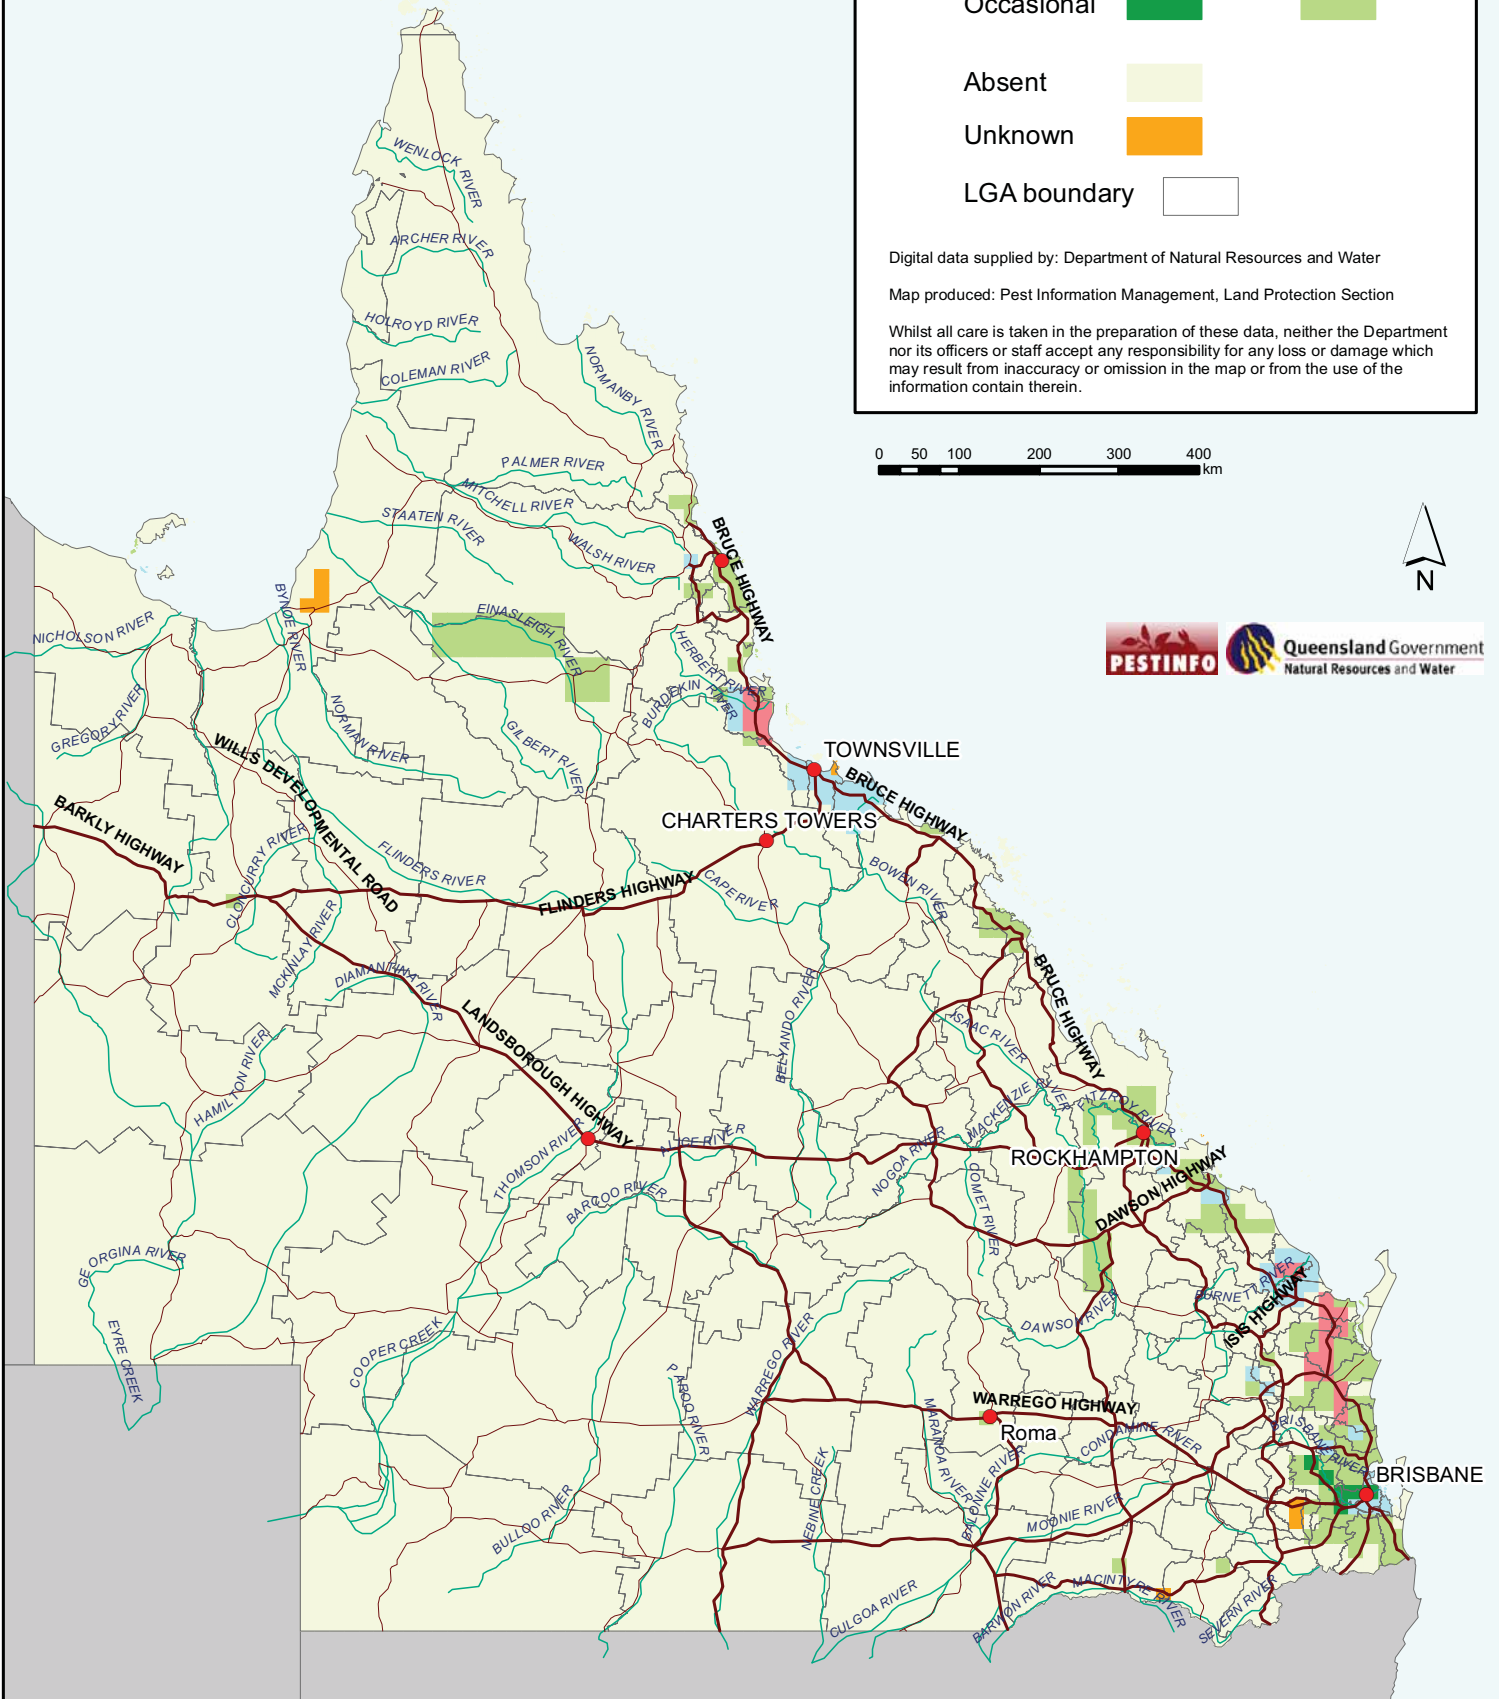 Occasional
Absent
Unknown
LGA boundary
Digital data supplied by: Department of Natural Resources and Water
Map produced: Pest Information Management, Land Protection Section
Whilst all care is taken in the preparation of these data, neither the Department
nor its officers or staff accept any responsibility for any loss or damage which
may result from inaccuracy or omission in the map or from the use of the
information contain therein.
0 50 100 200 300 400
km
N
PESTINFO
Queensland Government
Natural Resources and Water
WENLOCK RIVER
ARCHER RIVER
HOLROYD RIVER
COLEMAN RIVER
NORMANBY RIVER
PALMER RIVER
MITCHELL RIVER
STAATEN RIVER
WALSH RIVER
BRUCE HIGHWAY
BYNOE RIVER
NICHOLSON RIVER
EINASLEIGH RIVER
HERBERT RIVER
BURDEKIN RIVER
GREGORY RIVER
NORMAN RIVER
GILBERT RIVER
WILLS DEVELOPMENTAL ROAD
TOWNSVILLE
BRUCE HIGHWAY
BARKLY HIGHWAY
CHARTERS TOWERS
CLONCURRY RIVER
FLINDERS RIVER
FLINDERS HIGHWAY
CAPE RIVER
BOWEN RIVER
MCKINLAY RIVER
DIAMANTINA RIVER
LANDSBOROUGH HIGHWAY
BELYANDO RIVER
BRUCE HIGHWAY
ISAAC RIVER
HAMILTON RIVER
MACKENZIE RIVER
FITZROY RIVER
THOMSON RIVER
ALICE RIVER
NOGOA RIVER
ROCKHAMPTON
BARCOO RIVER
COMET RIVER
DAWSON HIGHWAY
GEORGINA RIVER
BURNETT RIVER
ISIS HIGHWAY
DAWSON RIVER
EYRE CREEK
COOPER CREEK
WARREGO RIVER
PAROO RIVER
WARREGO HIGHWAY
MARANOA RIVER
Roma
CONDAMINE RIVER
BRISBANE RIVER
BRISBANE
BULLOO RIVER
NEBINE CREEK
BALONNE RIVER
MOONIE RIVER
CULGOA RIVER
BARWON RIVER
MACINTYRE RIVER
SEVERN RIVER